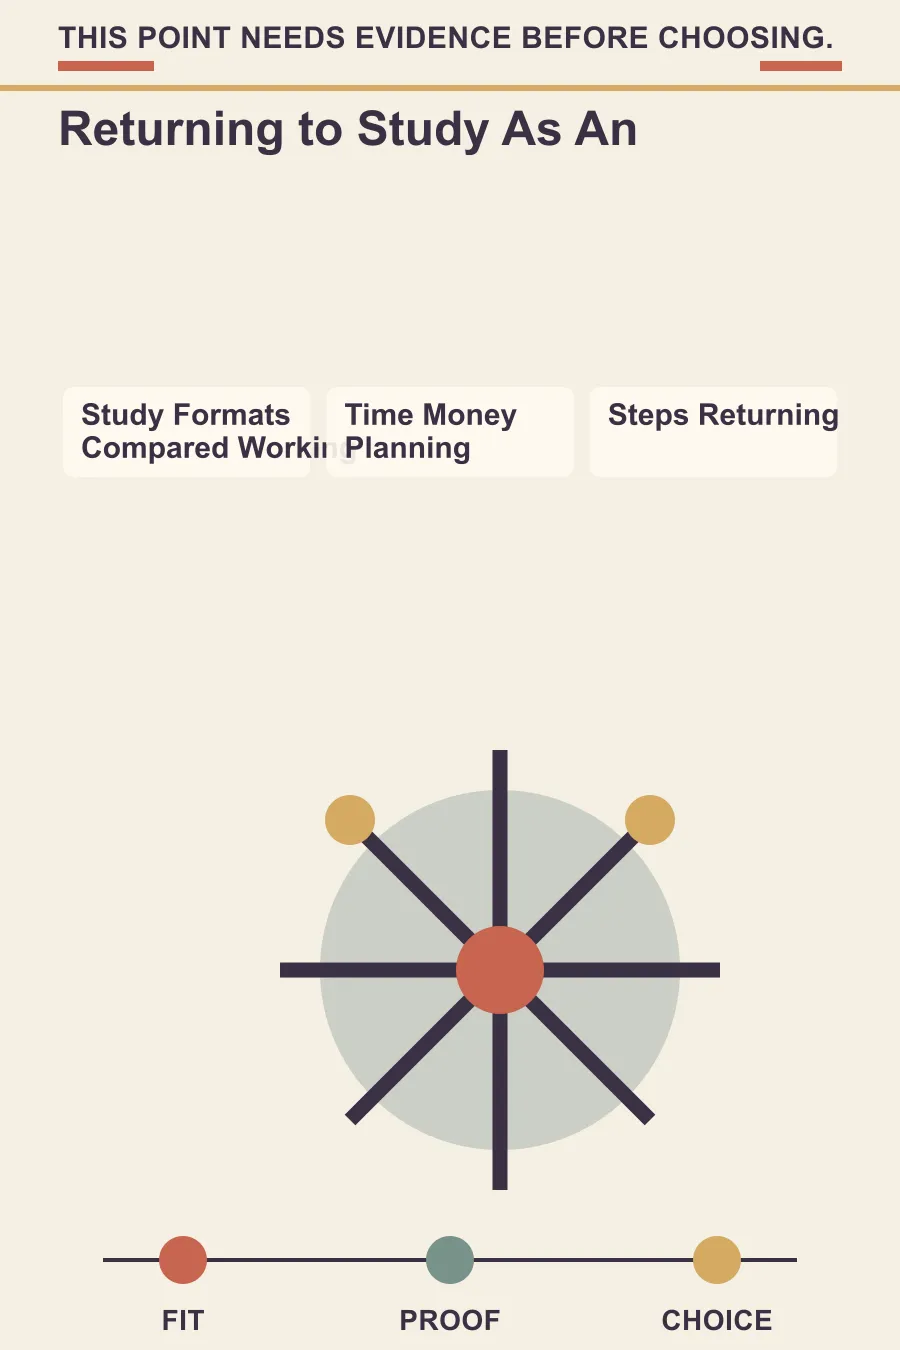 THIS POINT NEEDS EVIDENCE BEFORE CHOOSING.
Returning to Study As An
Study Formats
Compared Working
Time Money
Planning
Steps Returning
FIT
PROOF
CHOICE